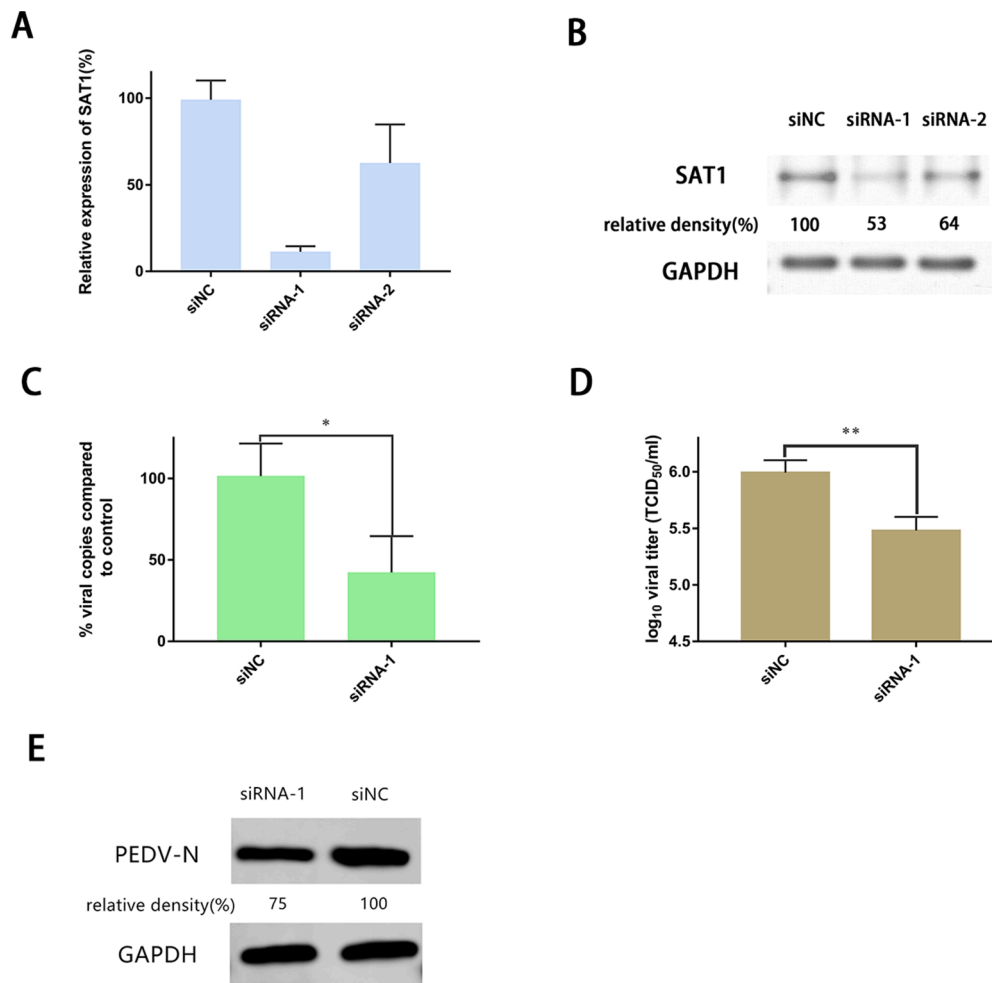 A
Relative expression of SAT1(%)
100
50
0
siNC
siRNA-1
siRNA-2
B
siNC siRNA-1 siRNA-2
SAT1
relative density(%) 100 53 64
GAPDH
C
% viral copies compared
to control
100
50
0
*
siNC
siRNA-1
D
log₁₀ viral titer (TCID₅₀/ml)
6.0
5.5
5.0
4.5
**
siNC
siRNA-1
E
siRNA-1 siNC
PEDV-N
relative density(%) 75 100
GAPDH